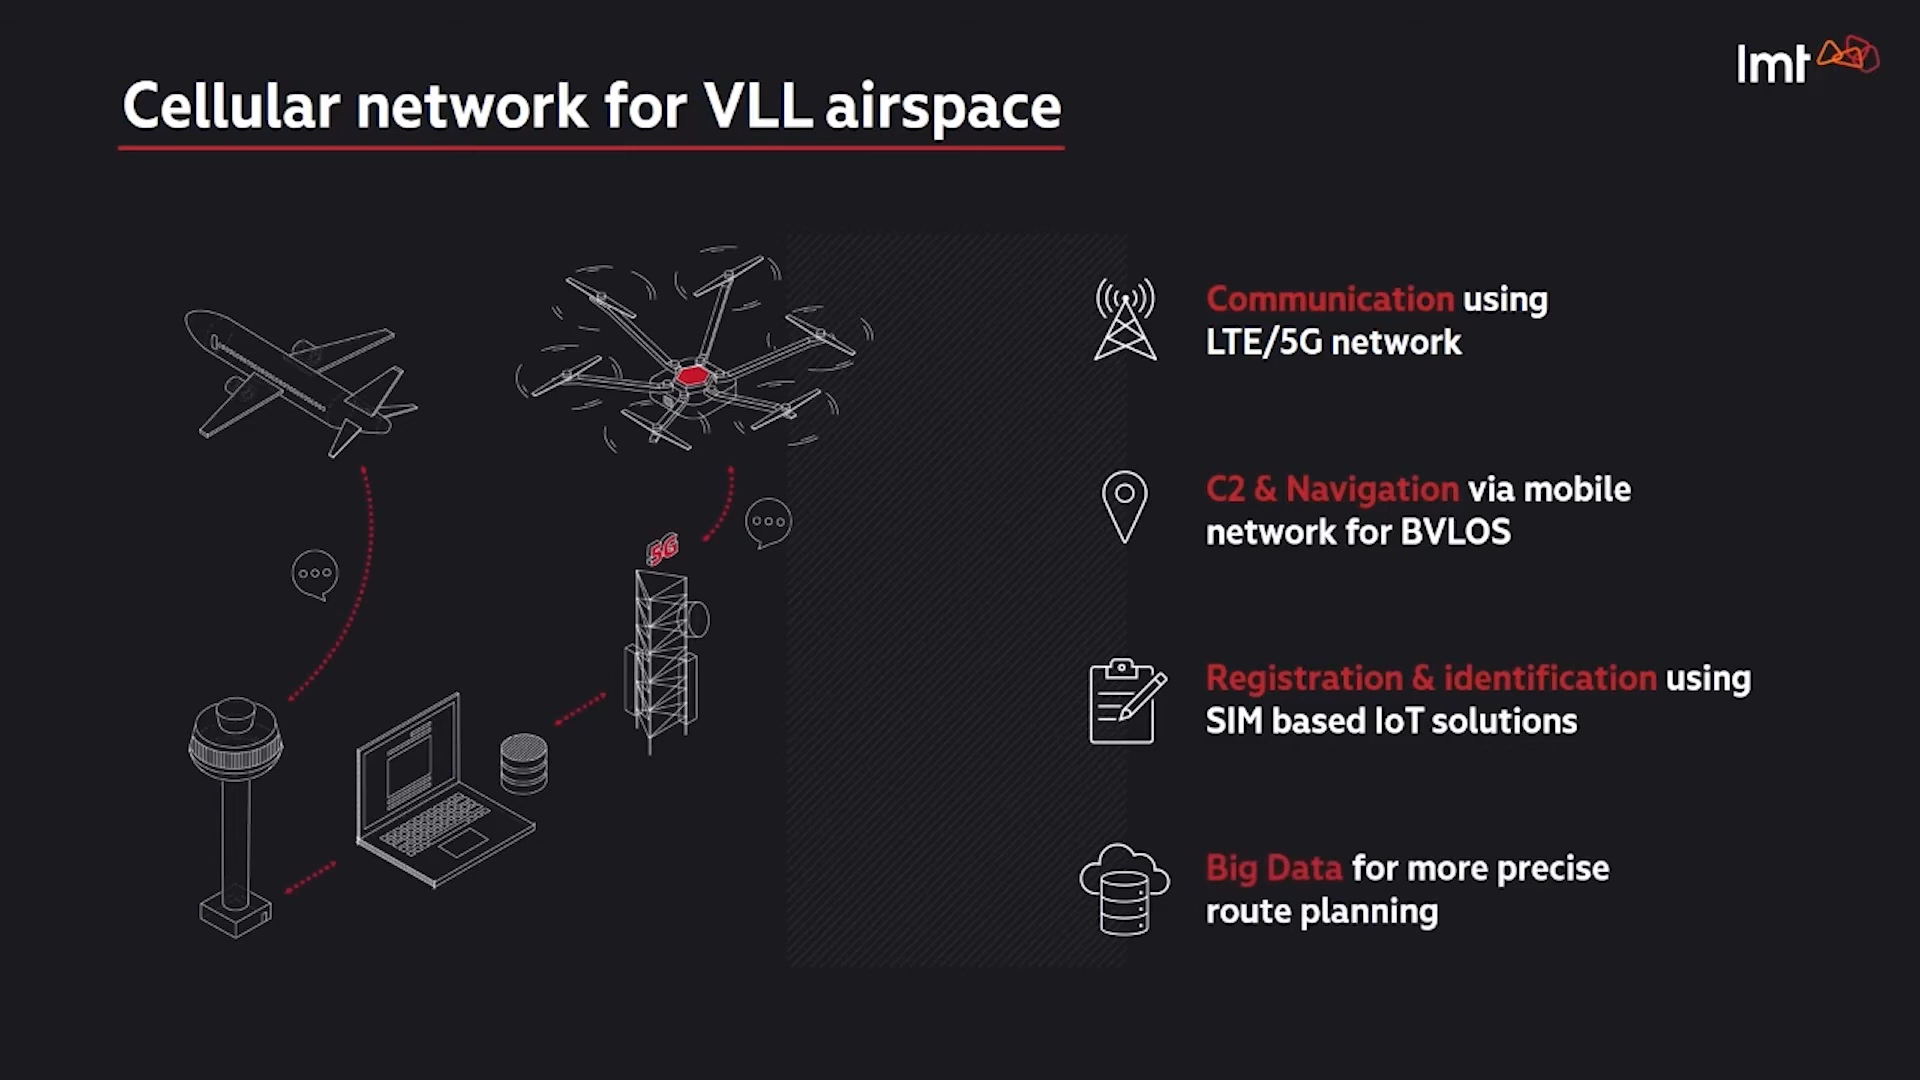 lmt
Cellular network for VLL airspace
5G
Communication using
LTE/5G network
C2 & Navigation via mobile
network for BVLOS
Registration & identification using
SIM based IoT solutions
Big Data for more precise
route planning